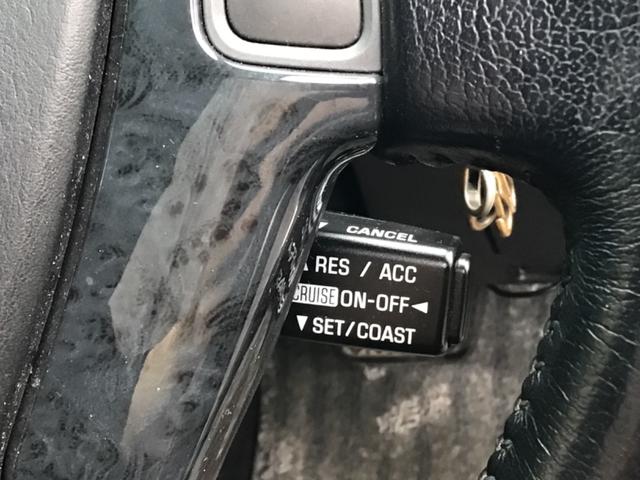 ▼ CANCEL
▲ RES / ACC
CRUISE ON-OFF ◄
▼ SET/COAST